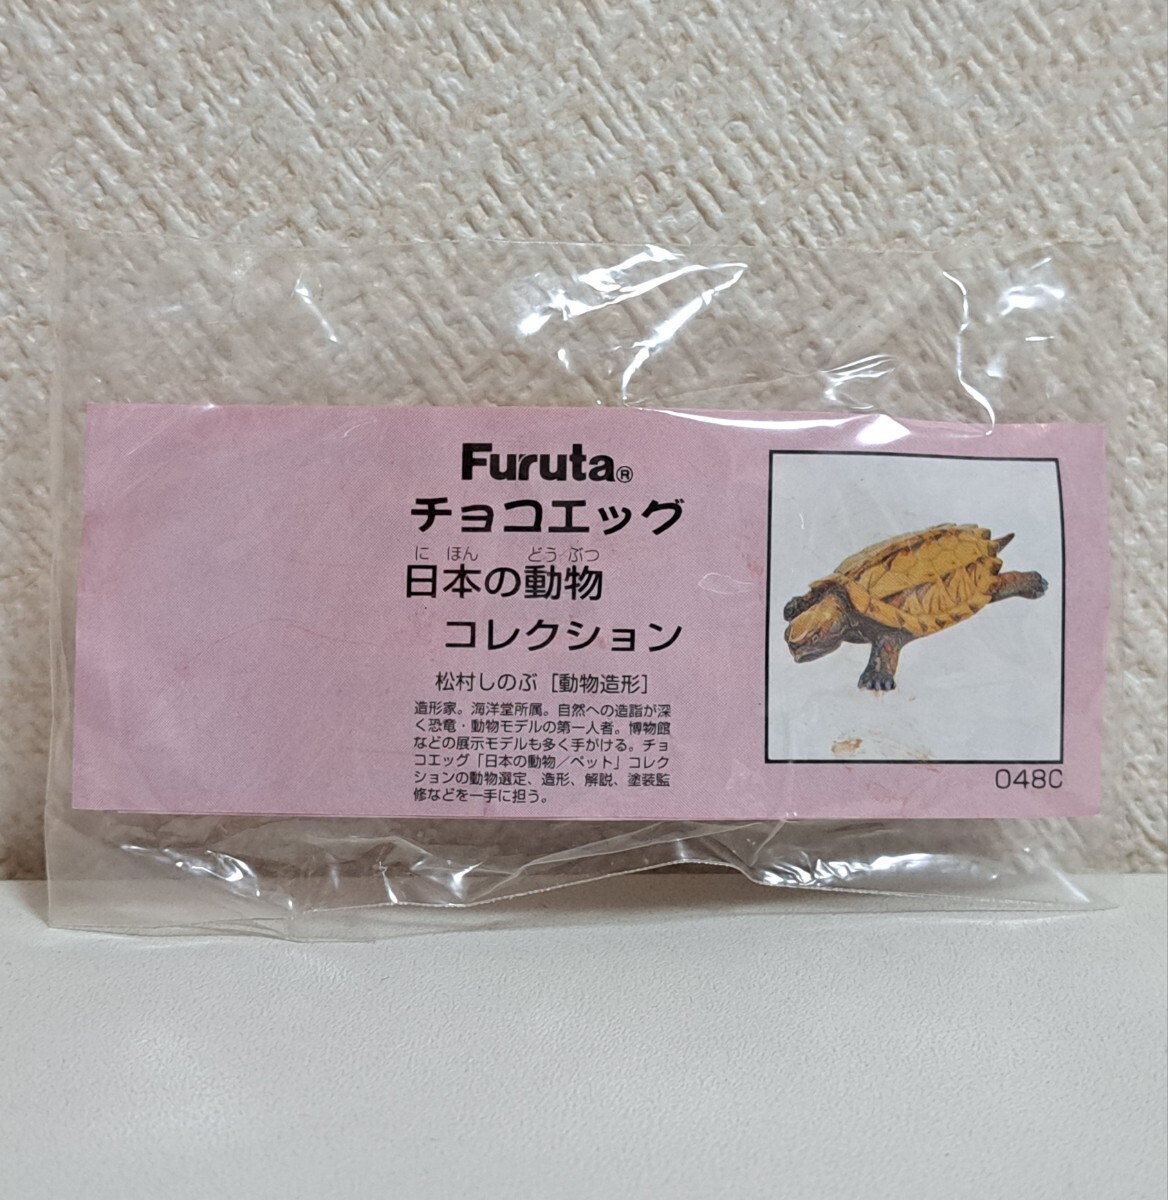 Furuta®
チョコエッグ
に ほん どう ぶつ
日本の動物
コレクション
松村しのぶ［動物造形］
造形家。海洋堂所属。自然への造詣が深
く恐竜・動物モデルの第一人者。博物館
などの展示モデルも多く手がける。チョ
コエッグ「日本の動物／ペット」コレク
ションの動物選定、造形、解説、塗装監
修などを一手に担う。
048C